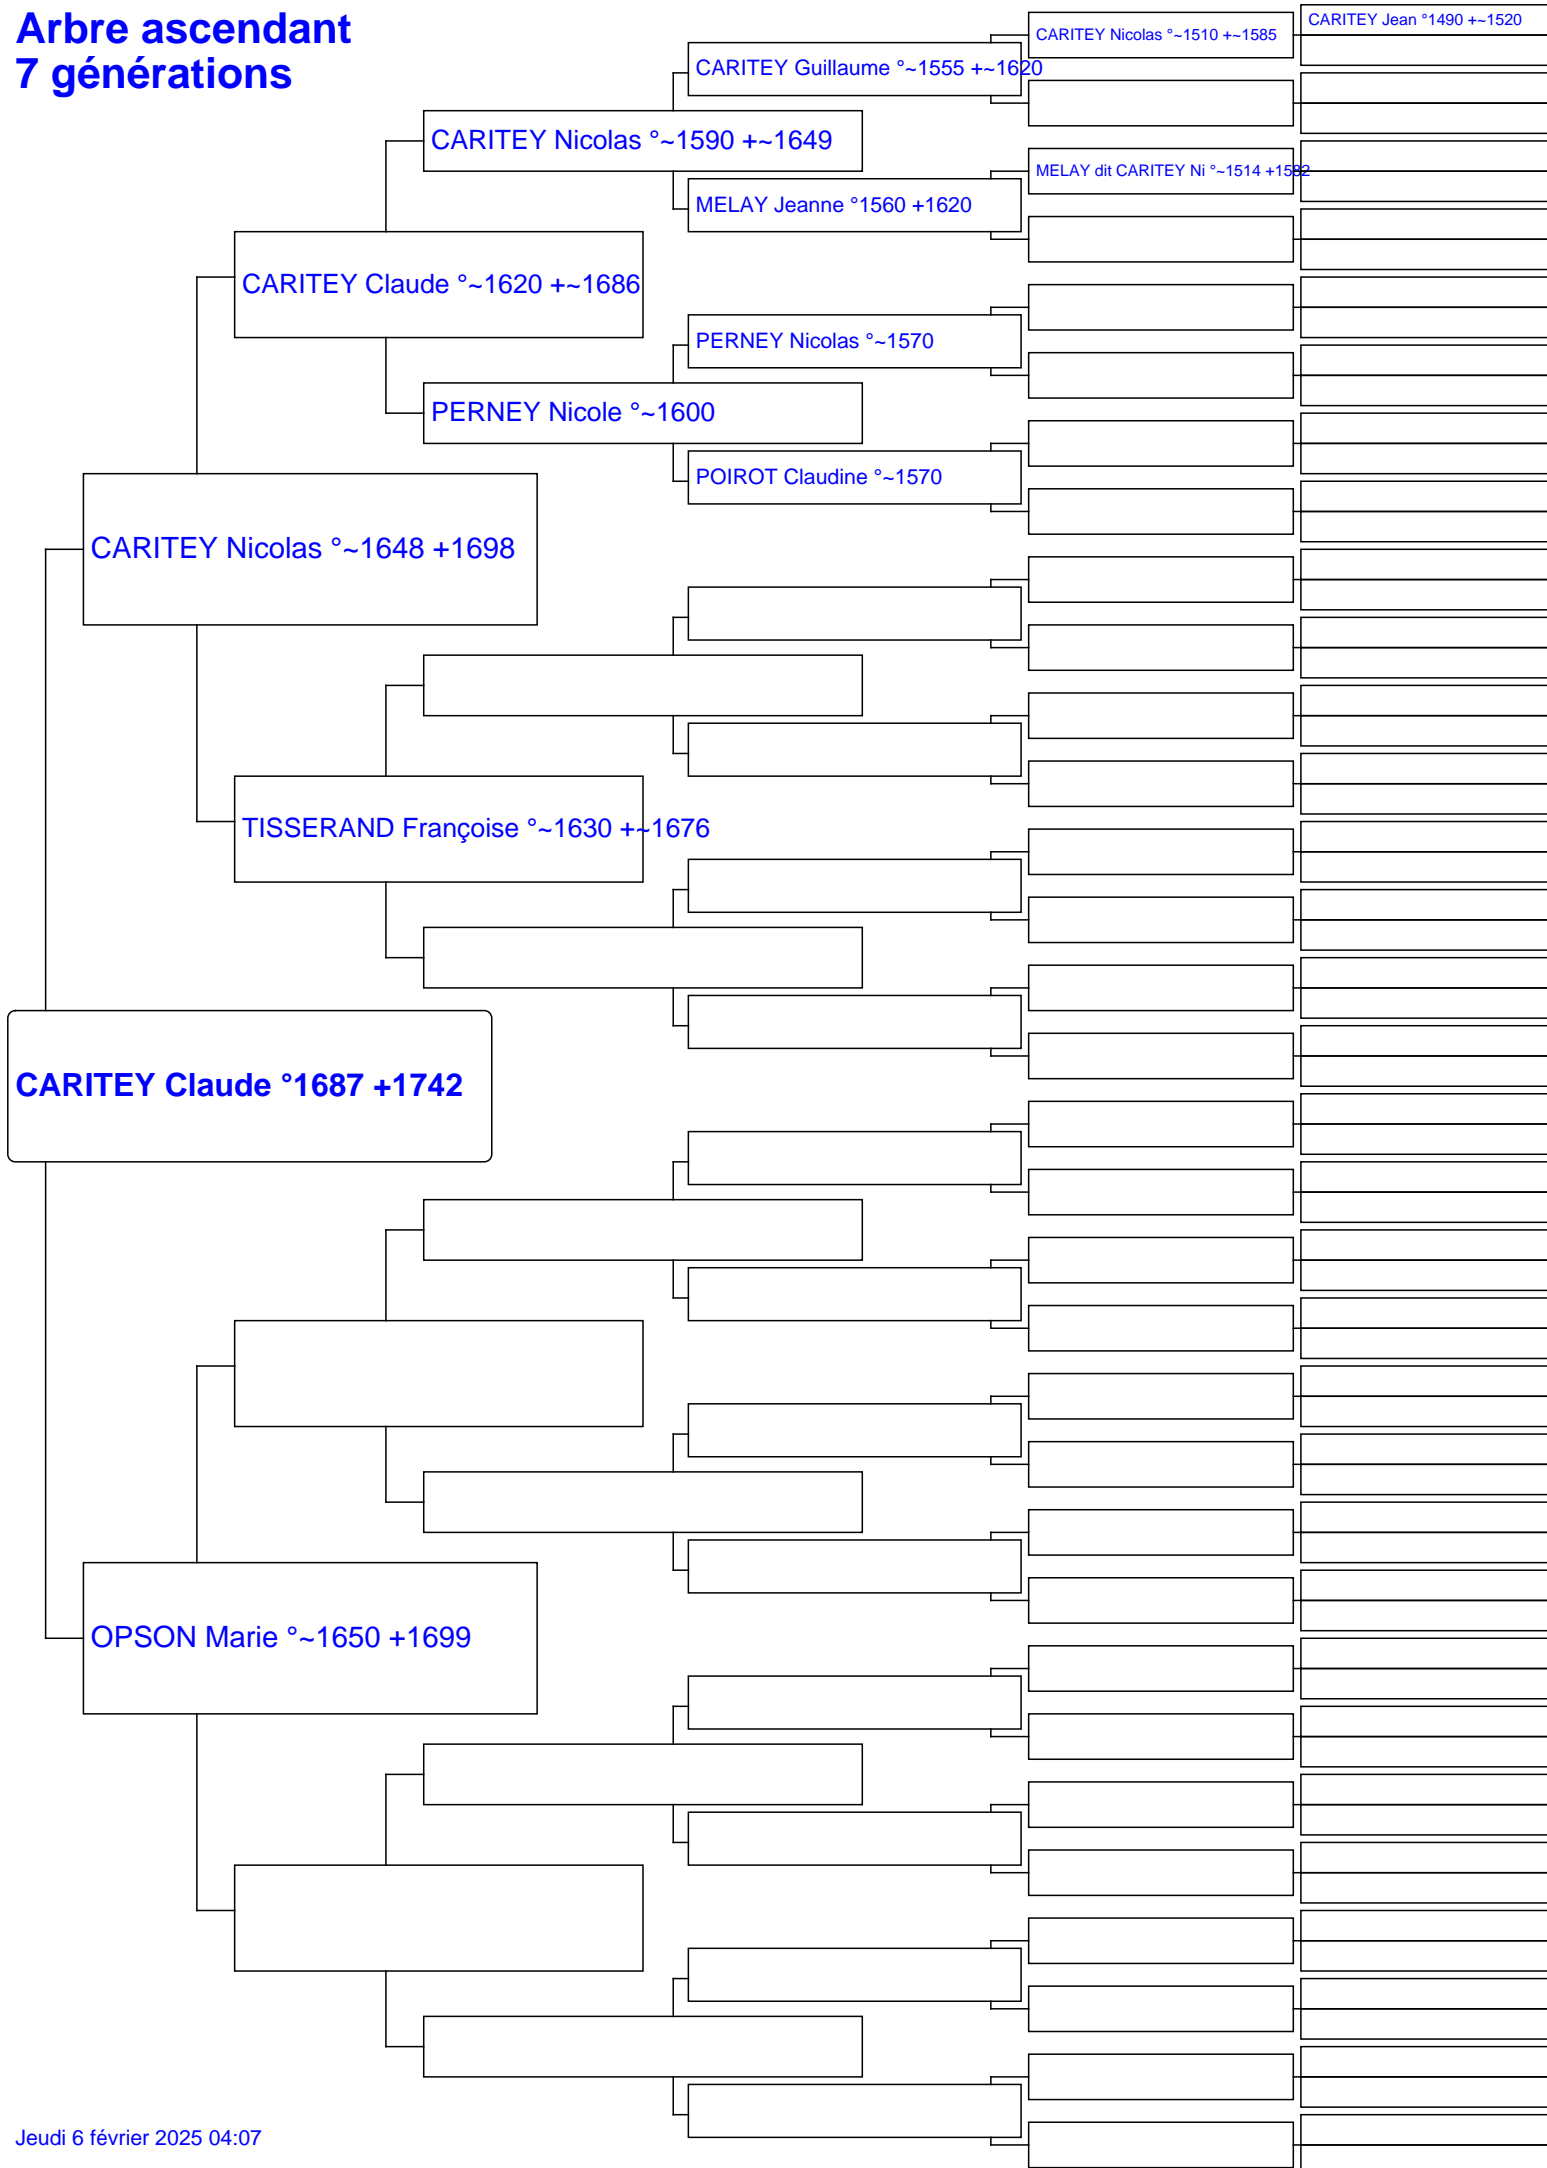 Arbre ascendant
7 générations
CARITEY Jean °1490 +~1520
CARITEY Nicolas °~1510 +~1585
CARITEY Guillaume °~1555 +~1620
CARITEY Nicolas °~1590 +~1649
MELAY dit CARITEY Ni °~1514 +1582
MELAY Jeanne °1560 +1620
CARITEY Claude °~1620 +~1686
PERNEY Nicolas °~1570
PERNEY Nicole °~1600
POIROT Claudine °~1570
CARITEY Nicolas °~1648 +1698
TISSERAND Françoise °~1630 +~1676
CARITEY Claude °1687 +1742
OPSON Marie °~1650 +1699
Jeudi 6 février 2025 04:07